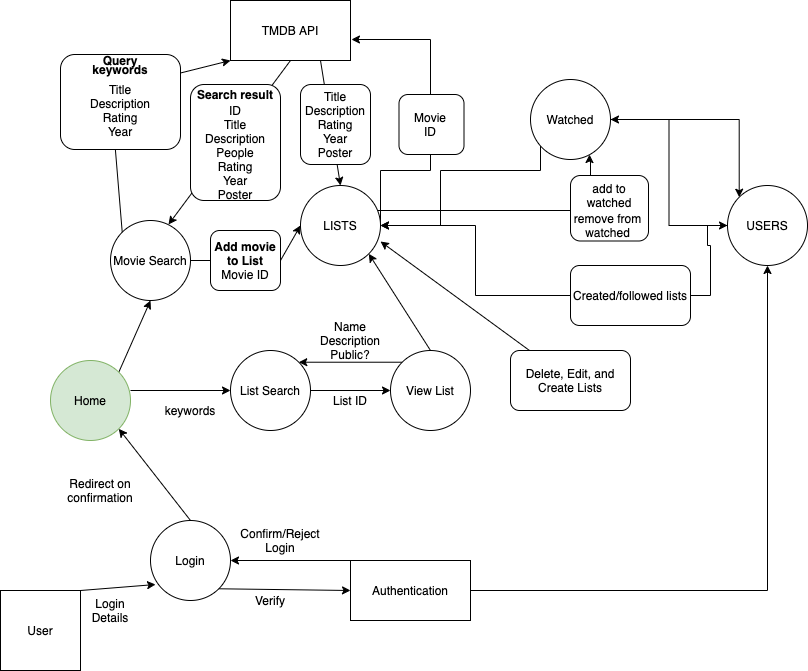 TMDB API
Query
keywords
Title
Description
Rating
Year
Search result
ID
Title
Description
People
Rating
Year
Poster
Title
Description
Rating
Year
Poster
Movie
ID
Watched
add to
watched
remove from
watched
USERS
LISTS
Movie Search
Add movie
to List
Movie ID
Created/followed lists
Name
Description
Public?
Delete, Edit, and
Create Lists
Home
keywords
List Search
List ID
View List
Redirect on
confirmation
Login
Confirm/Reject
Login
Verify
Authentication
User
Login
Details